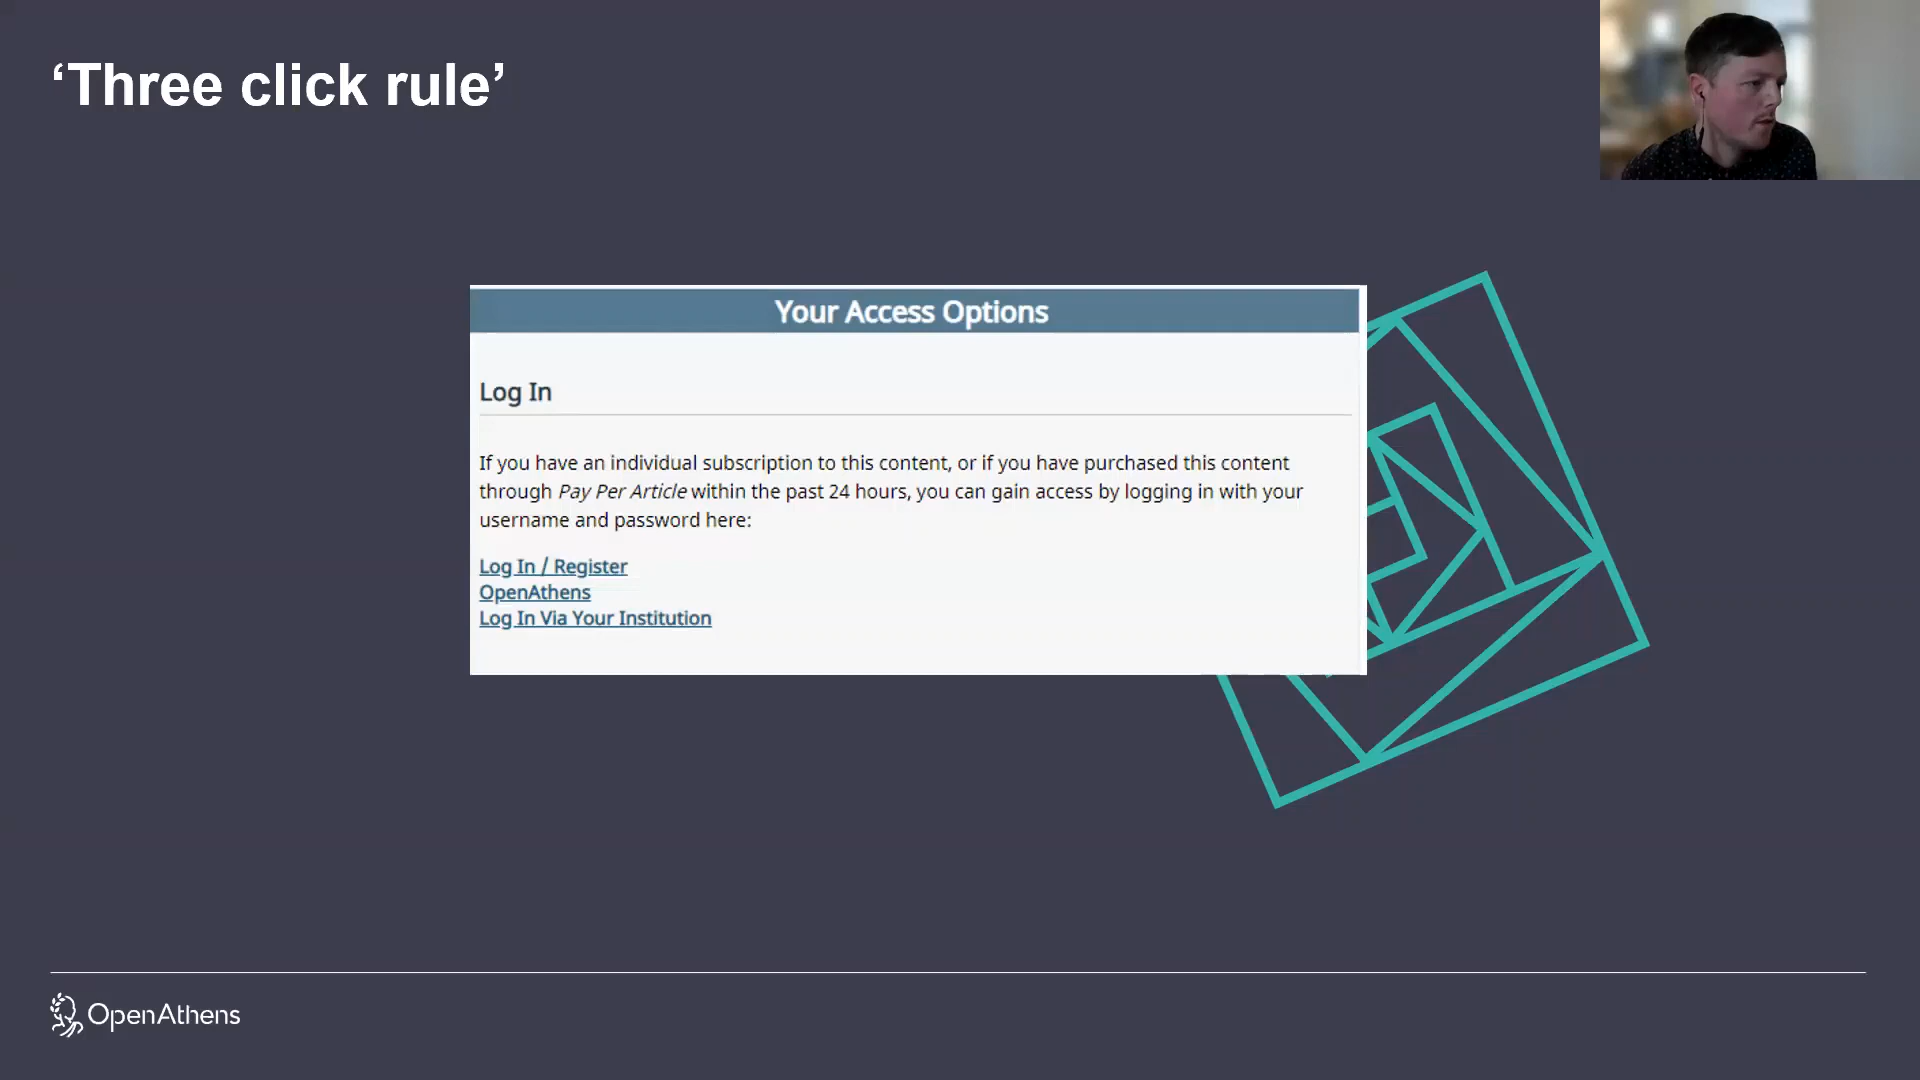 ‘Three click rule’
Your Access Options
Log In
If you have an individual subscription to this content, or if you have purchased this content
through Pay Per Article within the past 24 hours, you can gain access by logging in with your
username and password here:
Log In / Register
OpenAthens
Log In Via Your Institution
OpenAthens